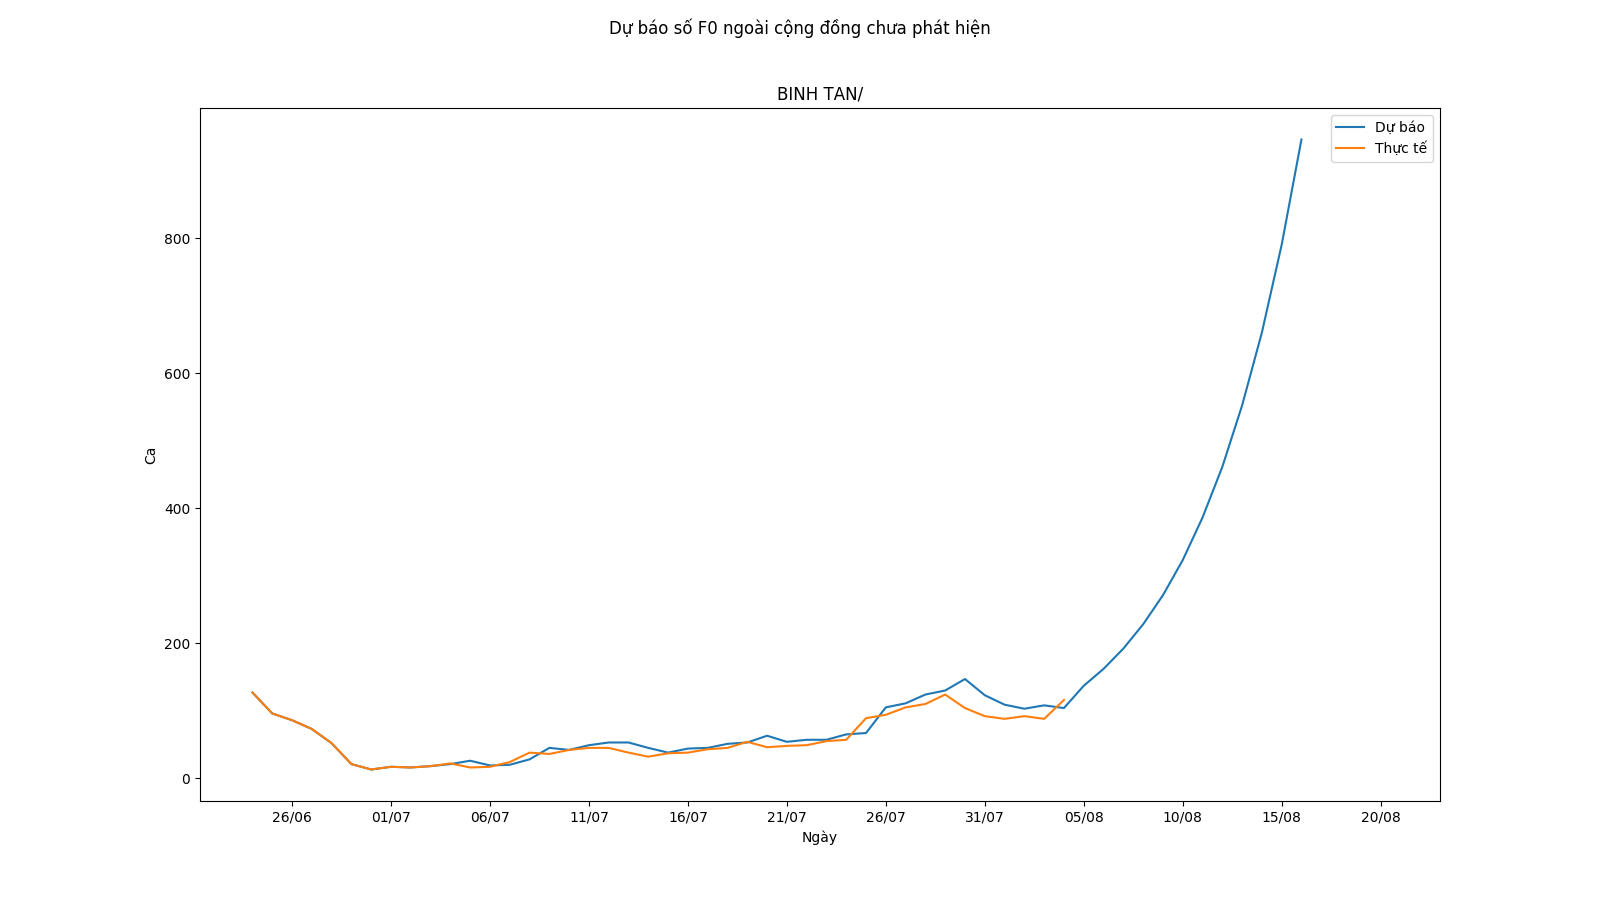 Dự báo số F0 ngoài cộng đồng chưa phát hiện
BINH TAN/
Dự báo
Thực tế
Ca
800
600
400
200
0
26/06 01/07 06/07 11/07 16/07 21/07 26/07 31/07 05/08 10/08 15/08 20/08
Ngày